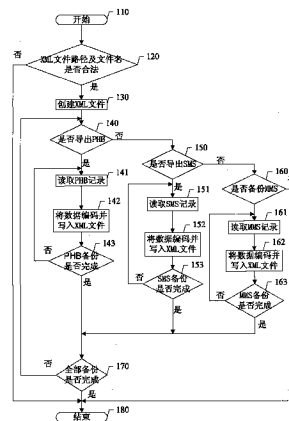 开始
110
XML文件路径及文件名
是否合法
120
否
是
创建XML文件
130
140
是否导出PHB
否
是
150
是否导出SMS
否
是
160
是否备份MMS
否
是
读取PHB记录
141
读取SMS记录
151
读取MMS记录
161
142
将数据编码并
写入XML文件
152
将数据编码并
写入XML文件
162
将数据编码并
写入XML文件
143
PHB备份
是否完成
否
是
153
SMS备份
是否完成
否
是
163
MMS备份
是否完成
否
是
170
全部备份
是否完成
否
是
结束
180